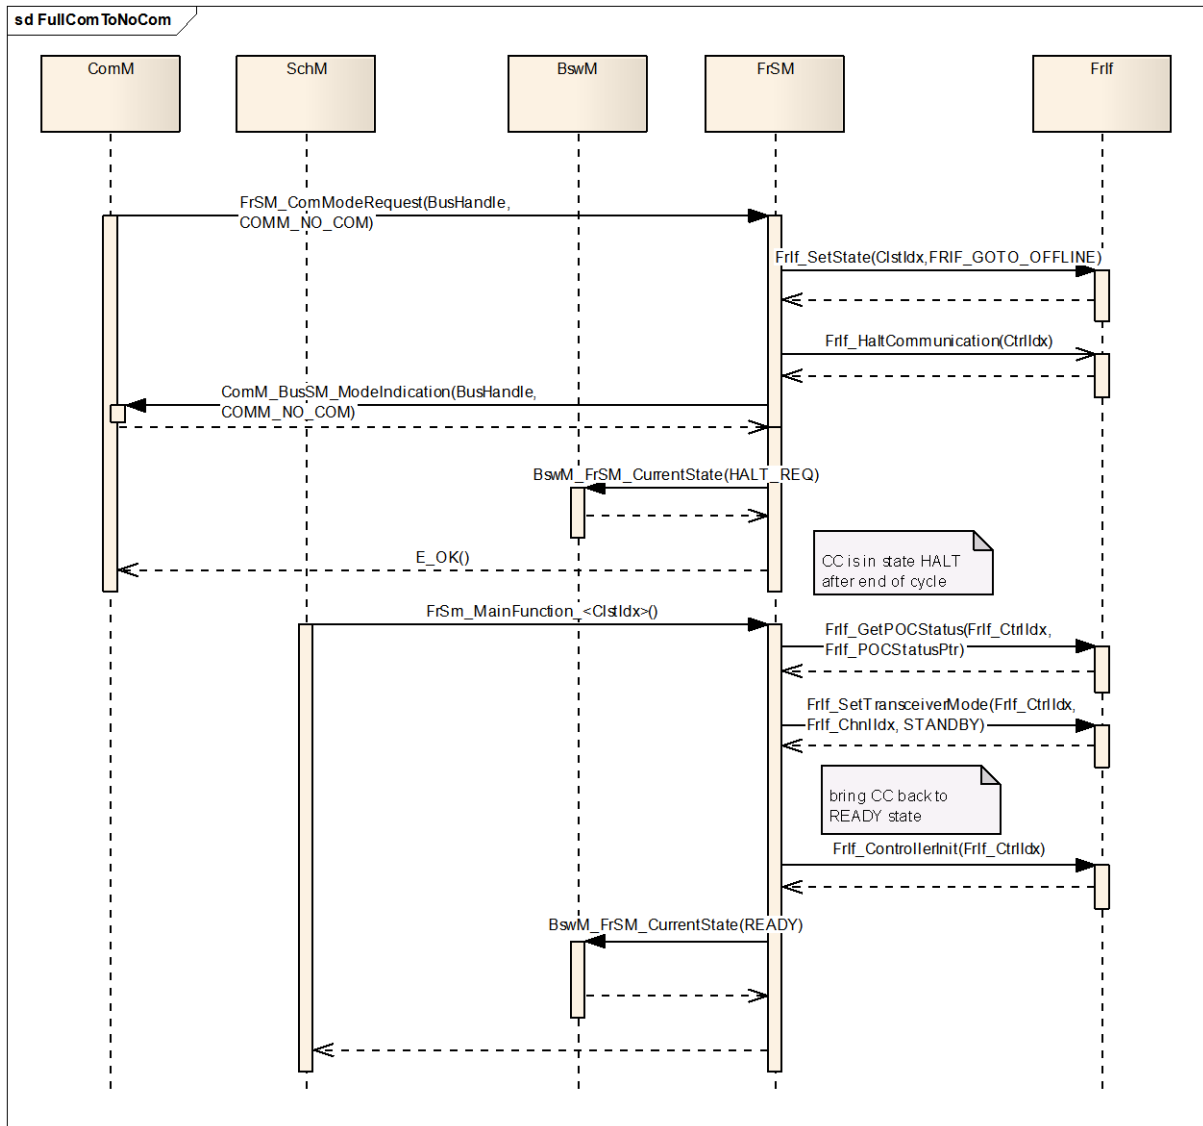 sd FullComToNoCom
ComM
SchM
BswM
FrSM
FrIf
FrSM_ComModeRequest(BusHandle,
COMM_NO_COM)
FrIf_SetState(ClstIdx,FRIF_GOTO_OFFLINE)
FrIf_HaltCommunication(CtrlIdx)
ComM_BusSM_ModeIndication(BusHandle,
COMM_NO_COM)
BswM_FrSM_CurrentState(HALT_REQ)
CC is in state HALT
after end of cycle
E_OK()
FrSm_MainFunction_<ClstIdx>()
FrIf_GetPOCStatus(FrIf_CtrlIdx,
FrIf_POCStatusPtr)
FrIf_SetTransceiverMode(FrIf_CtrlIdx,
FrIf_ChnlIdx, STANDBY)
bring CC back to
READY state
FrIf_ControllerInit(FrIf_CtrlIdx)
BswM_FrSM_CurrentState(READY)